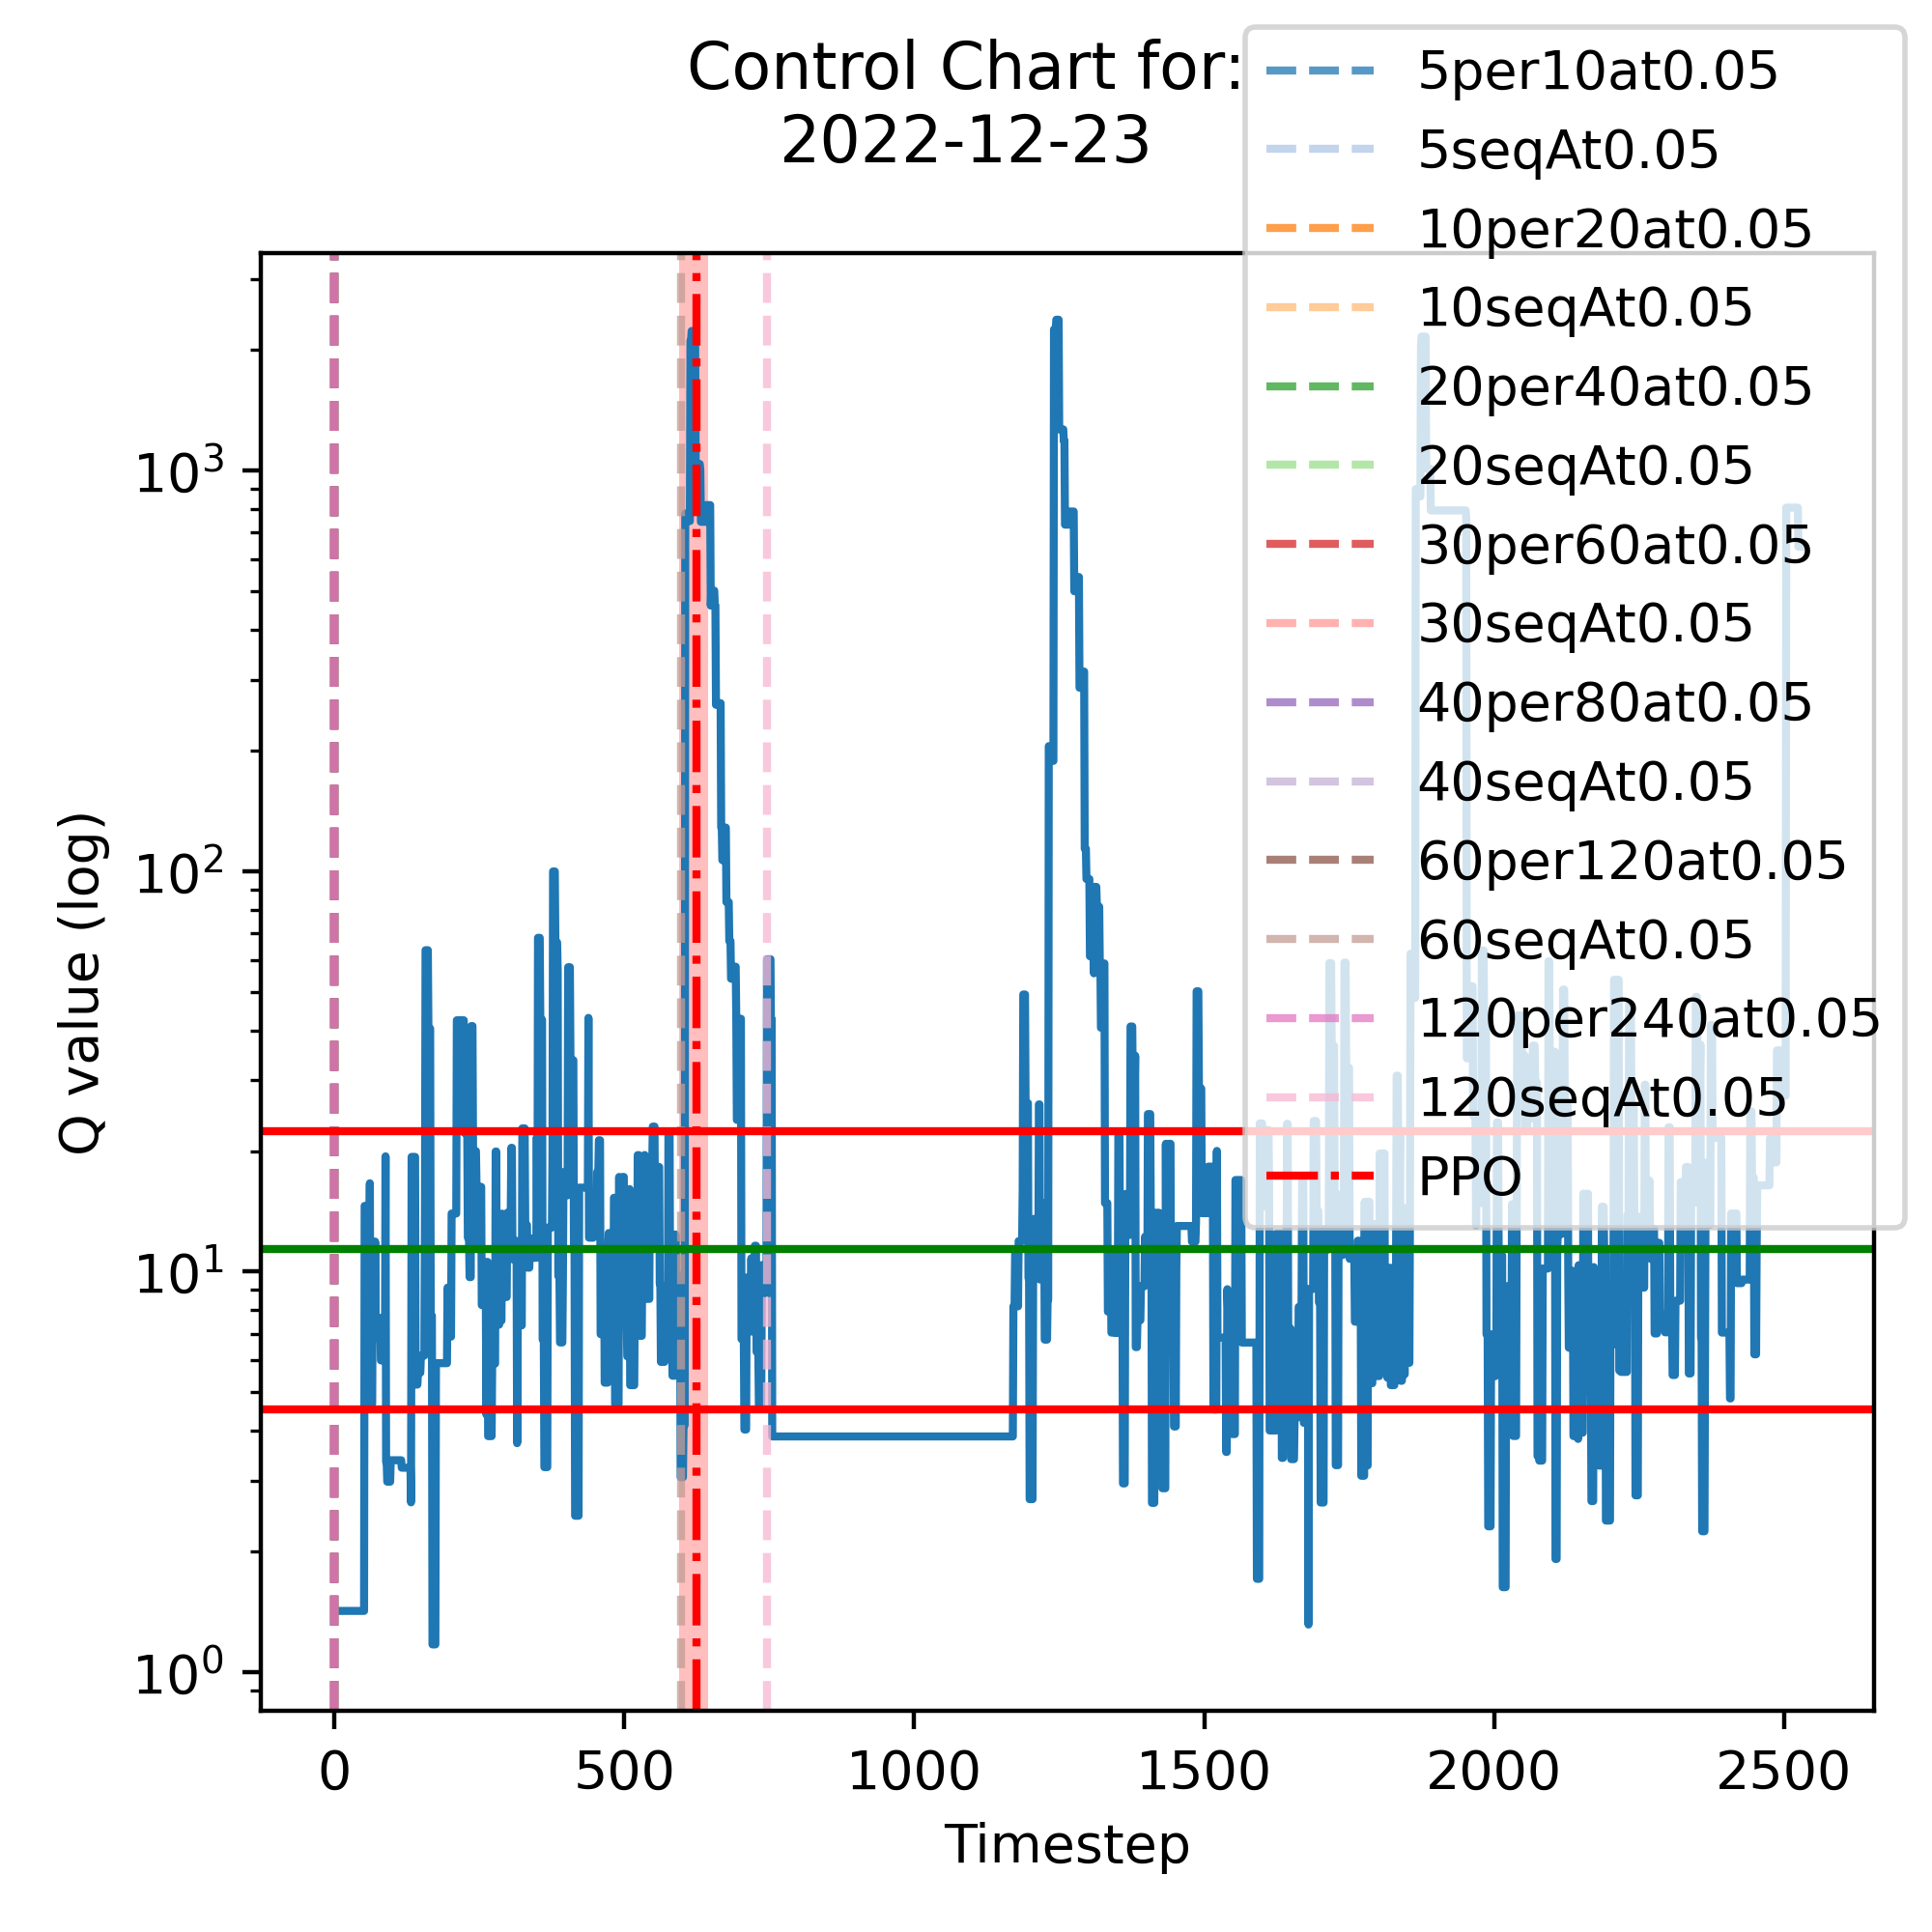 Control Chart for:
2022-12-23
5per10at0.05
5seqAt0.05
10per20at0.05
10seqAt0.05
20per40at0.05
20seqAt0.05
30per60at0.05
30seqAt0.05
40per80at0.05
40seqAt0.05
60per120at0.05
60seqAt0.05
120per240at0.05
120seqAt0.05
PPO
Q value (log)
10³
10²
10¹
10⁰
0 500 1000 1500 2000 2500
Timestep